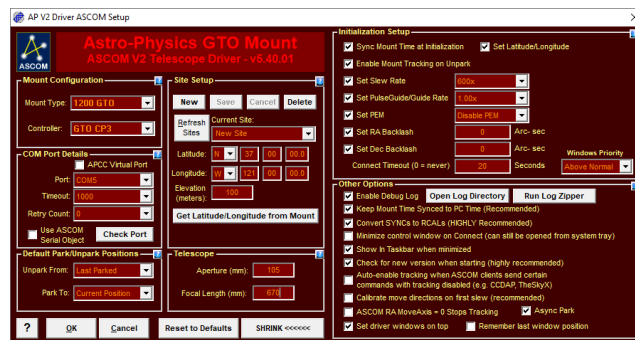 AP V2 Driver ASCOM Setup
ASCOM
Astro-Physics GTO Mount
ASCOM V2 Telescope Driver - v5.40.01
Mount Configuration
Mount Type: 1200 GTO
Controller: GTO CP3
COM Port Details
APCC Virtual Port
Port: COM5
Timeout: 1000
Retry Count: 0
Use ASCOM
Serial Object
Check Port
Default Park/Unpark Positions
Unpark From: Last Parked
Park To: Current Position
Site Setup
New Save Cancel Delete
Refresh
Sites
Current Site:
New Site
Latitude: N 37 00 00.0
Longitude: W 121 00 00.0
Elevation
(meters): 100
Get Latitude/Longitude from Mount
Telescope
Aperture (mm): 105
Focal Length (mm): 670
? OK Cancel Reset to Defaults SHRINK <<<<<<
Initialization Setup
Sync Mount Time at Initialization Set Latitude/Longitude
Enable Mount Tracking on Unpark
Set Slew Rate 600x
Set PulseGuide/Guide Rate 1.00x
Set PEM Disable PEM
Set RA Backlash 0 Arc- sec
Set Dec Backlash 0 Arc- sec
Windows Priority
Connect Timeout (0 = never) 20 Seconds Above Normal
Other Options
Enable Debug Log Open Log Directory Run Log Zipper
Keep Mount Time Synced to PC Time (Recommended)
Convert SYNCs to RCALs (HIGHLY Recommended)
Minimize control window on Connect (can still be opened from system tray)
Show In Taskbar when minimized
Check for new version when starting (highly recommended)
Auto-enable tracking when ASCOM clients send certain
commands with tracking disabled (e.g. CCDAP, TheSkyX)
Calibrate move directions on first slew (recommended)
ASCOM RA MoveAxis = 0 Stops Tracking Async Park
Set driver windows on top Remember last window position